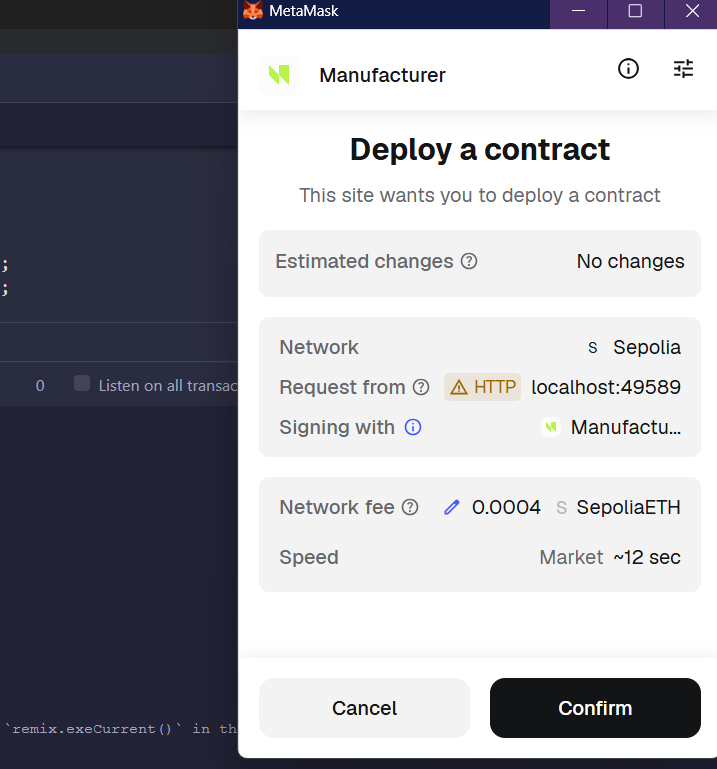 MetaMask
Manufacturer
Deploy a contract
This site wants you to deploy a contract
Estimated changes No changes
Network S Sepolia
Request from HTTP localhost:49589
Signing with Manufactu...
Network fee 0.0004 S SepoliaETH
Speed Market ~12 sec
Cancel Confirm
;
;
0 Listen on all transac
`remix.exeCurrent()` in th